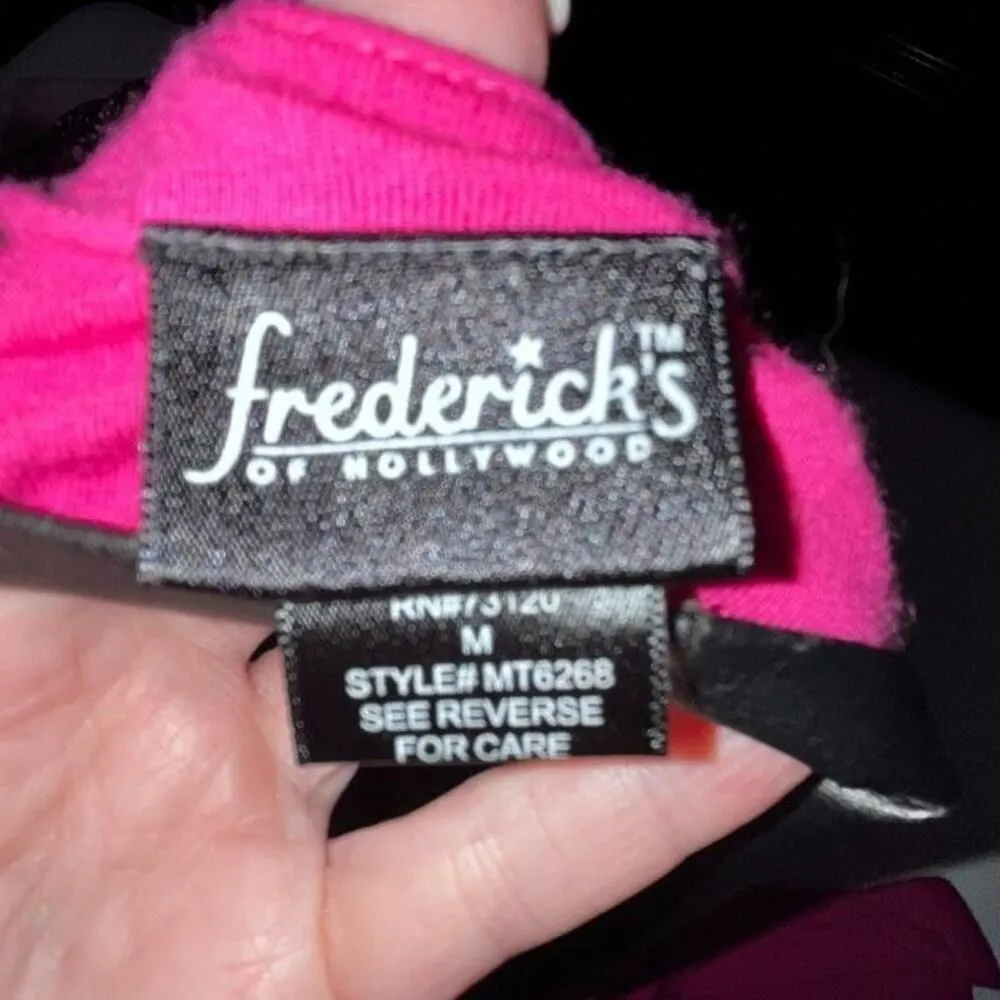 frederick's™
OF HOLLYWOOD
RN#73120
M
STYLE# MT6268
SEE REVERSE
FOR CARE